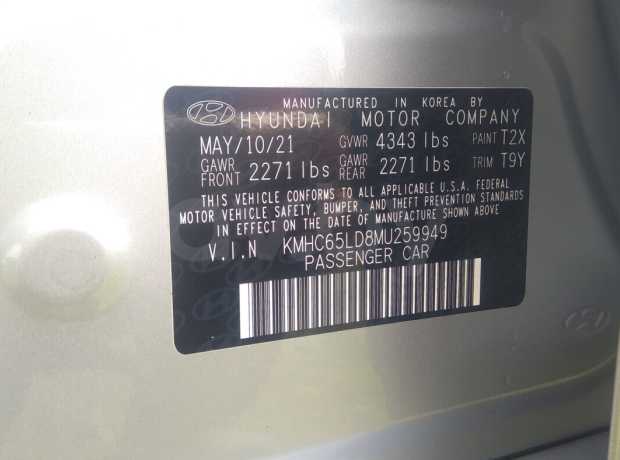 MANUFACTURED IN KOREA BY
HYUNDAI MOTOR COMPANY
MAY/10/21 GVWR 4343 lbs PAINT T2X
GAWR FRONT 2271 lbs GAWR REAR 2271 lbs TRIM T9Y
THIS VEHICLE CONFORMS TO ALL APPLICABLE U.S.A. FEDERAL
MOTOR VEHICLE SAFETY, BUMPER, AND THEFT PREVENTION STANDARDS
IN EFFECT ON THE DATE OF MANUFACTURE SHOWN ABOVE.
V.I.N KMHC65LD8MU259949
PASSENGER CAR